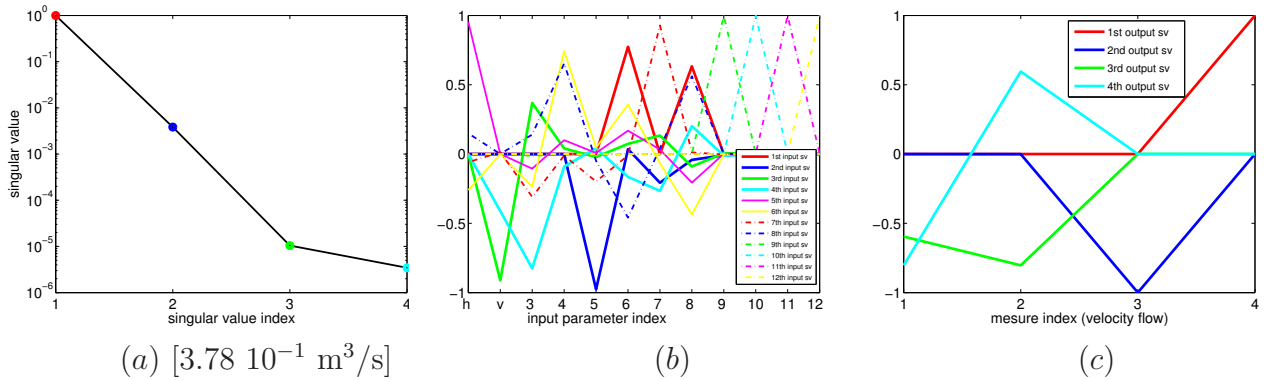 10^0
10^−1
10^−2
10^−3
10^−4
10^−5
10^−6
1 2 3 4
singular value
singular value index
1
0.5
0
−0.5
−1
h v 3 4 5 6 7 8 9 10 11 12
input parameter index
1st input sv
2nd input sv
3rd input sv
4th input sv
5th input sv
6th input sv
7th input sv
8th input sv
9th input sv
10th input sv
11th input sv
12th input sv
1
0.5
0
−0.5
−1
1 2 3 4
mesure index (velocity flow)
1st output sv
2nd output sv
3rd output sv
4th output sv
(a) [3.78 10^−1 m^3/s]
(b)
(c)